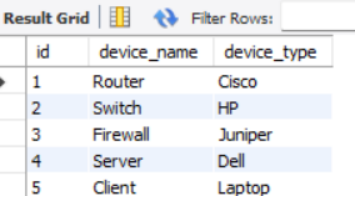 Result Grid Filter Rows:
id device_name device_type
1 Router Cisco
2 Switch HP
3 Firewall Juniper
4 Server Dell
5 Client Laptop